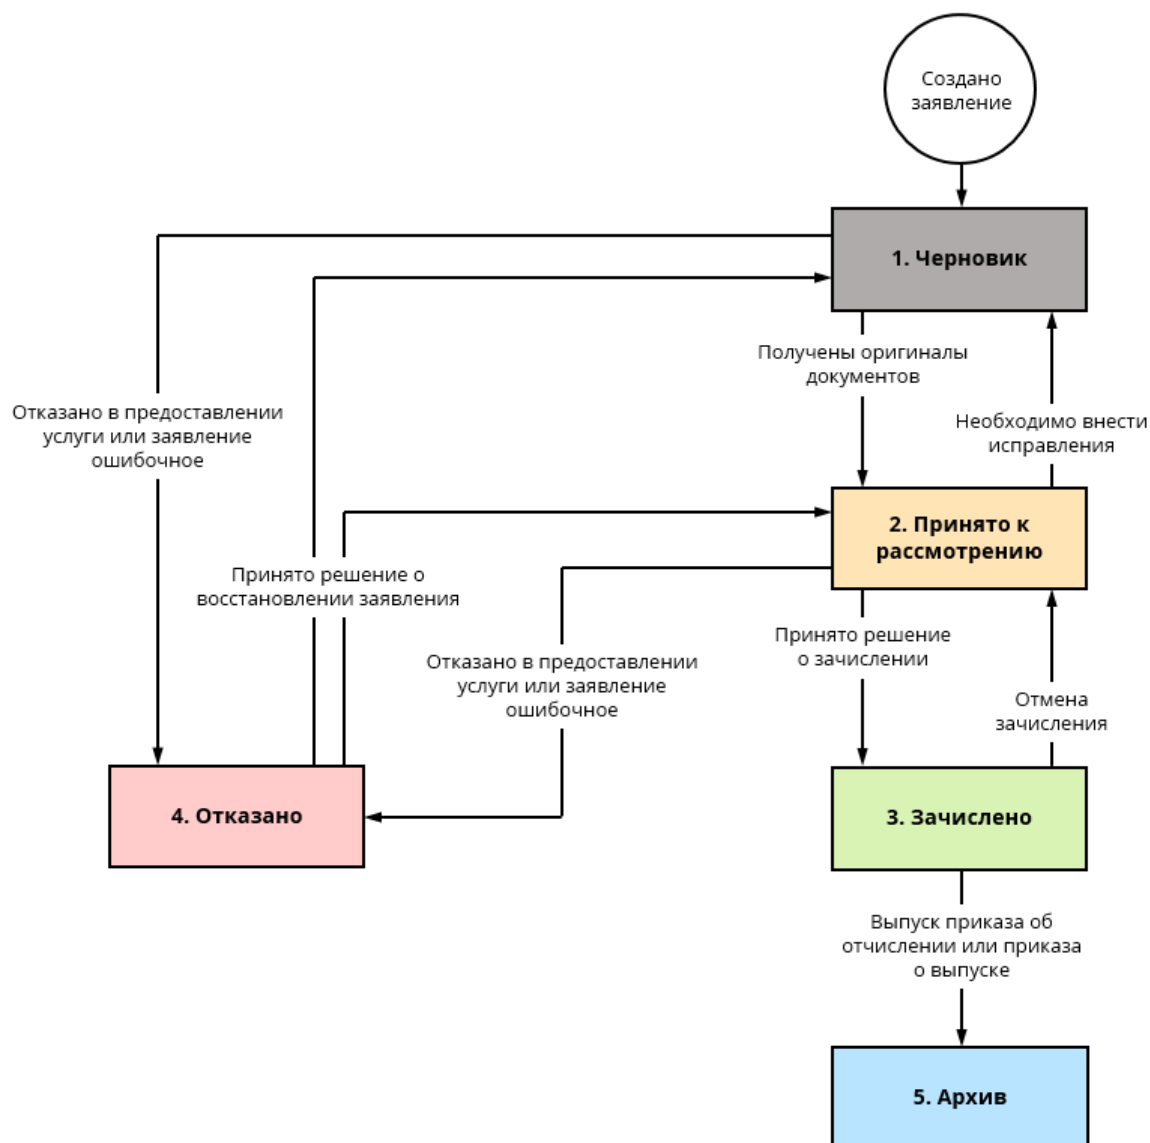 Создано
заявление
1. Черновик
Получены оригиналы
документов
Необходимо внести
исправления
Отказано в предоставлении
услуги или заявление
ошибочное
2. Принято к
рассмотрению
Принято решение о
восстановлении заявления
Принято решение
о зачислении
Отказано в предоставлении
услуги или заявление
ошибочное
Отмена
зачисления
4. Отказано
3. Зачислено
Выпуск приказа об
отчислении или приказа
о выпуске
5. Архив